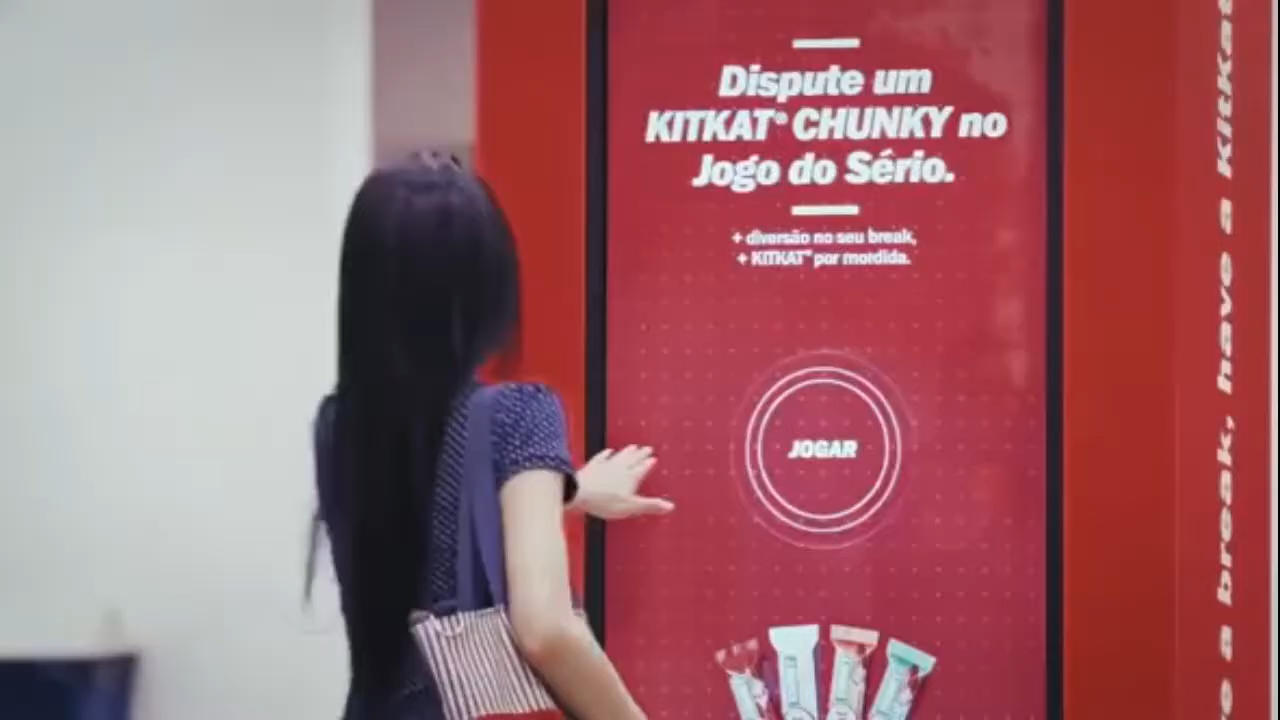 Dispute um
KITKAT® CHUNKY no
Jogo do Sério.
+ diversão no seu break,
+ KITKAT® por mordida.
JOGAR
e a break, have a KitKat